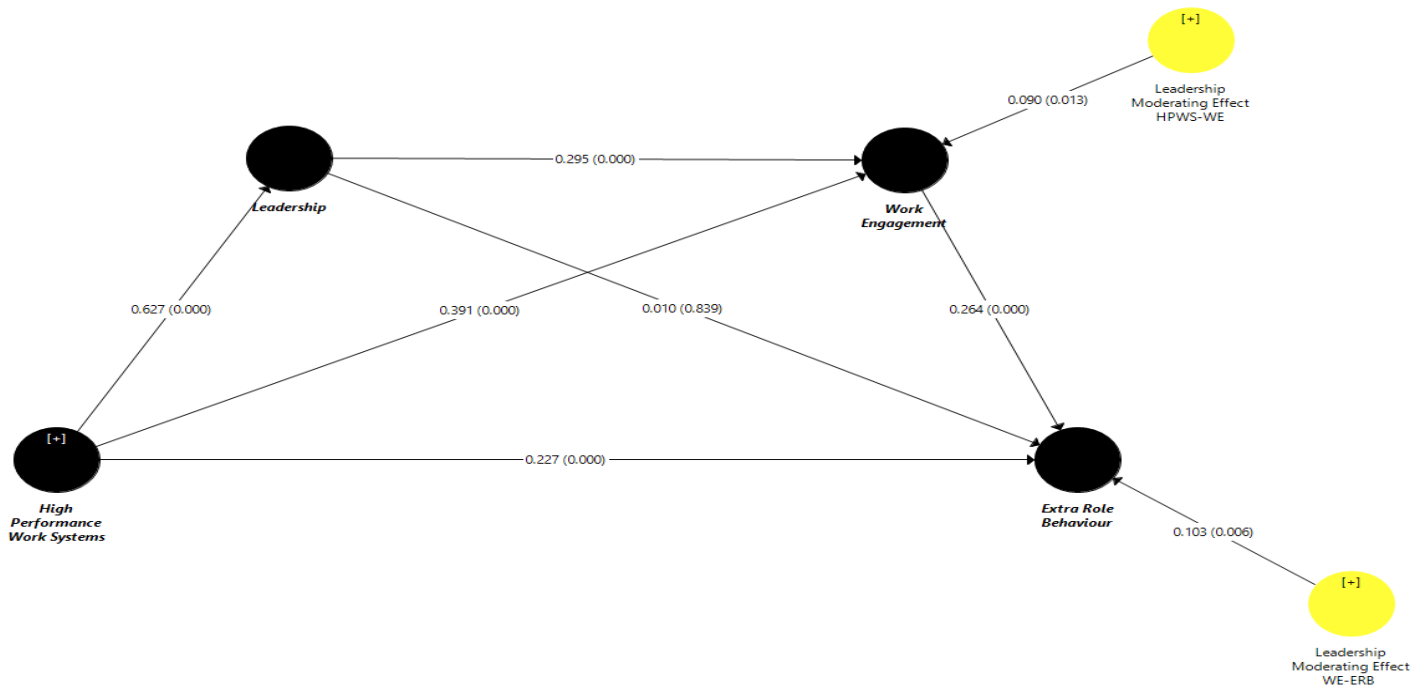 [+]
Leadership
Moderating Effect
HPWS-WE
0.090 (0.013)
0.295 (0.000)
Leadership
Work
Engagement
0.627 (0.000)
0.391 (0.000)
0.010 (0.839)
0.264 (0.000)
[+]
High
Performance
Work Systems
0.227 (0.000)
Extra Role
Behaviour
0.103 (0.006)
[+]
Leadership
Moderating Effect
WE-ERB